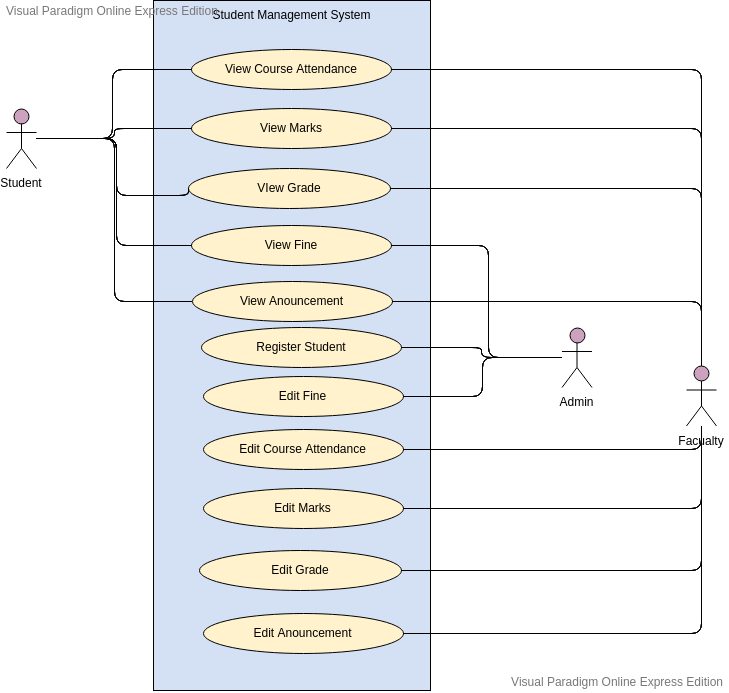 Visual Paradigm Online Express Edition
Student Management System
View Course Attendance
View Marks
VIew Grade
View Fine
View Anouncement
Register Student
Edit Fine
Edit Course Attendance
Edit Marks
Edit Grade
Edit Anouncement
Student
Admin
Facualty
Visual Paradigm Online Express Edition